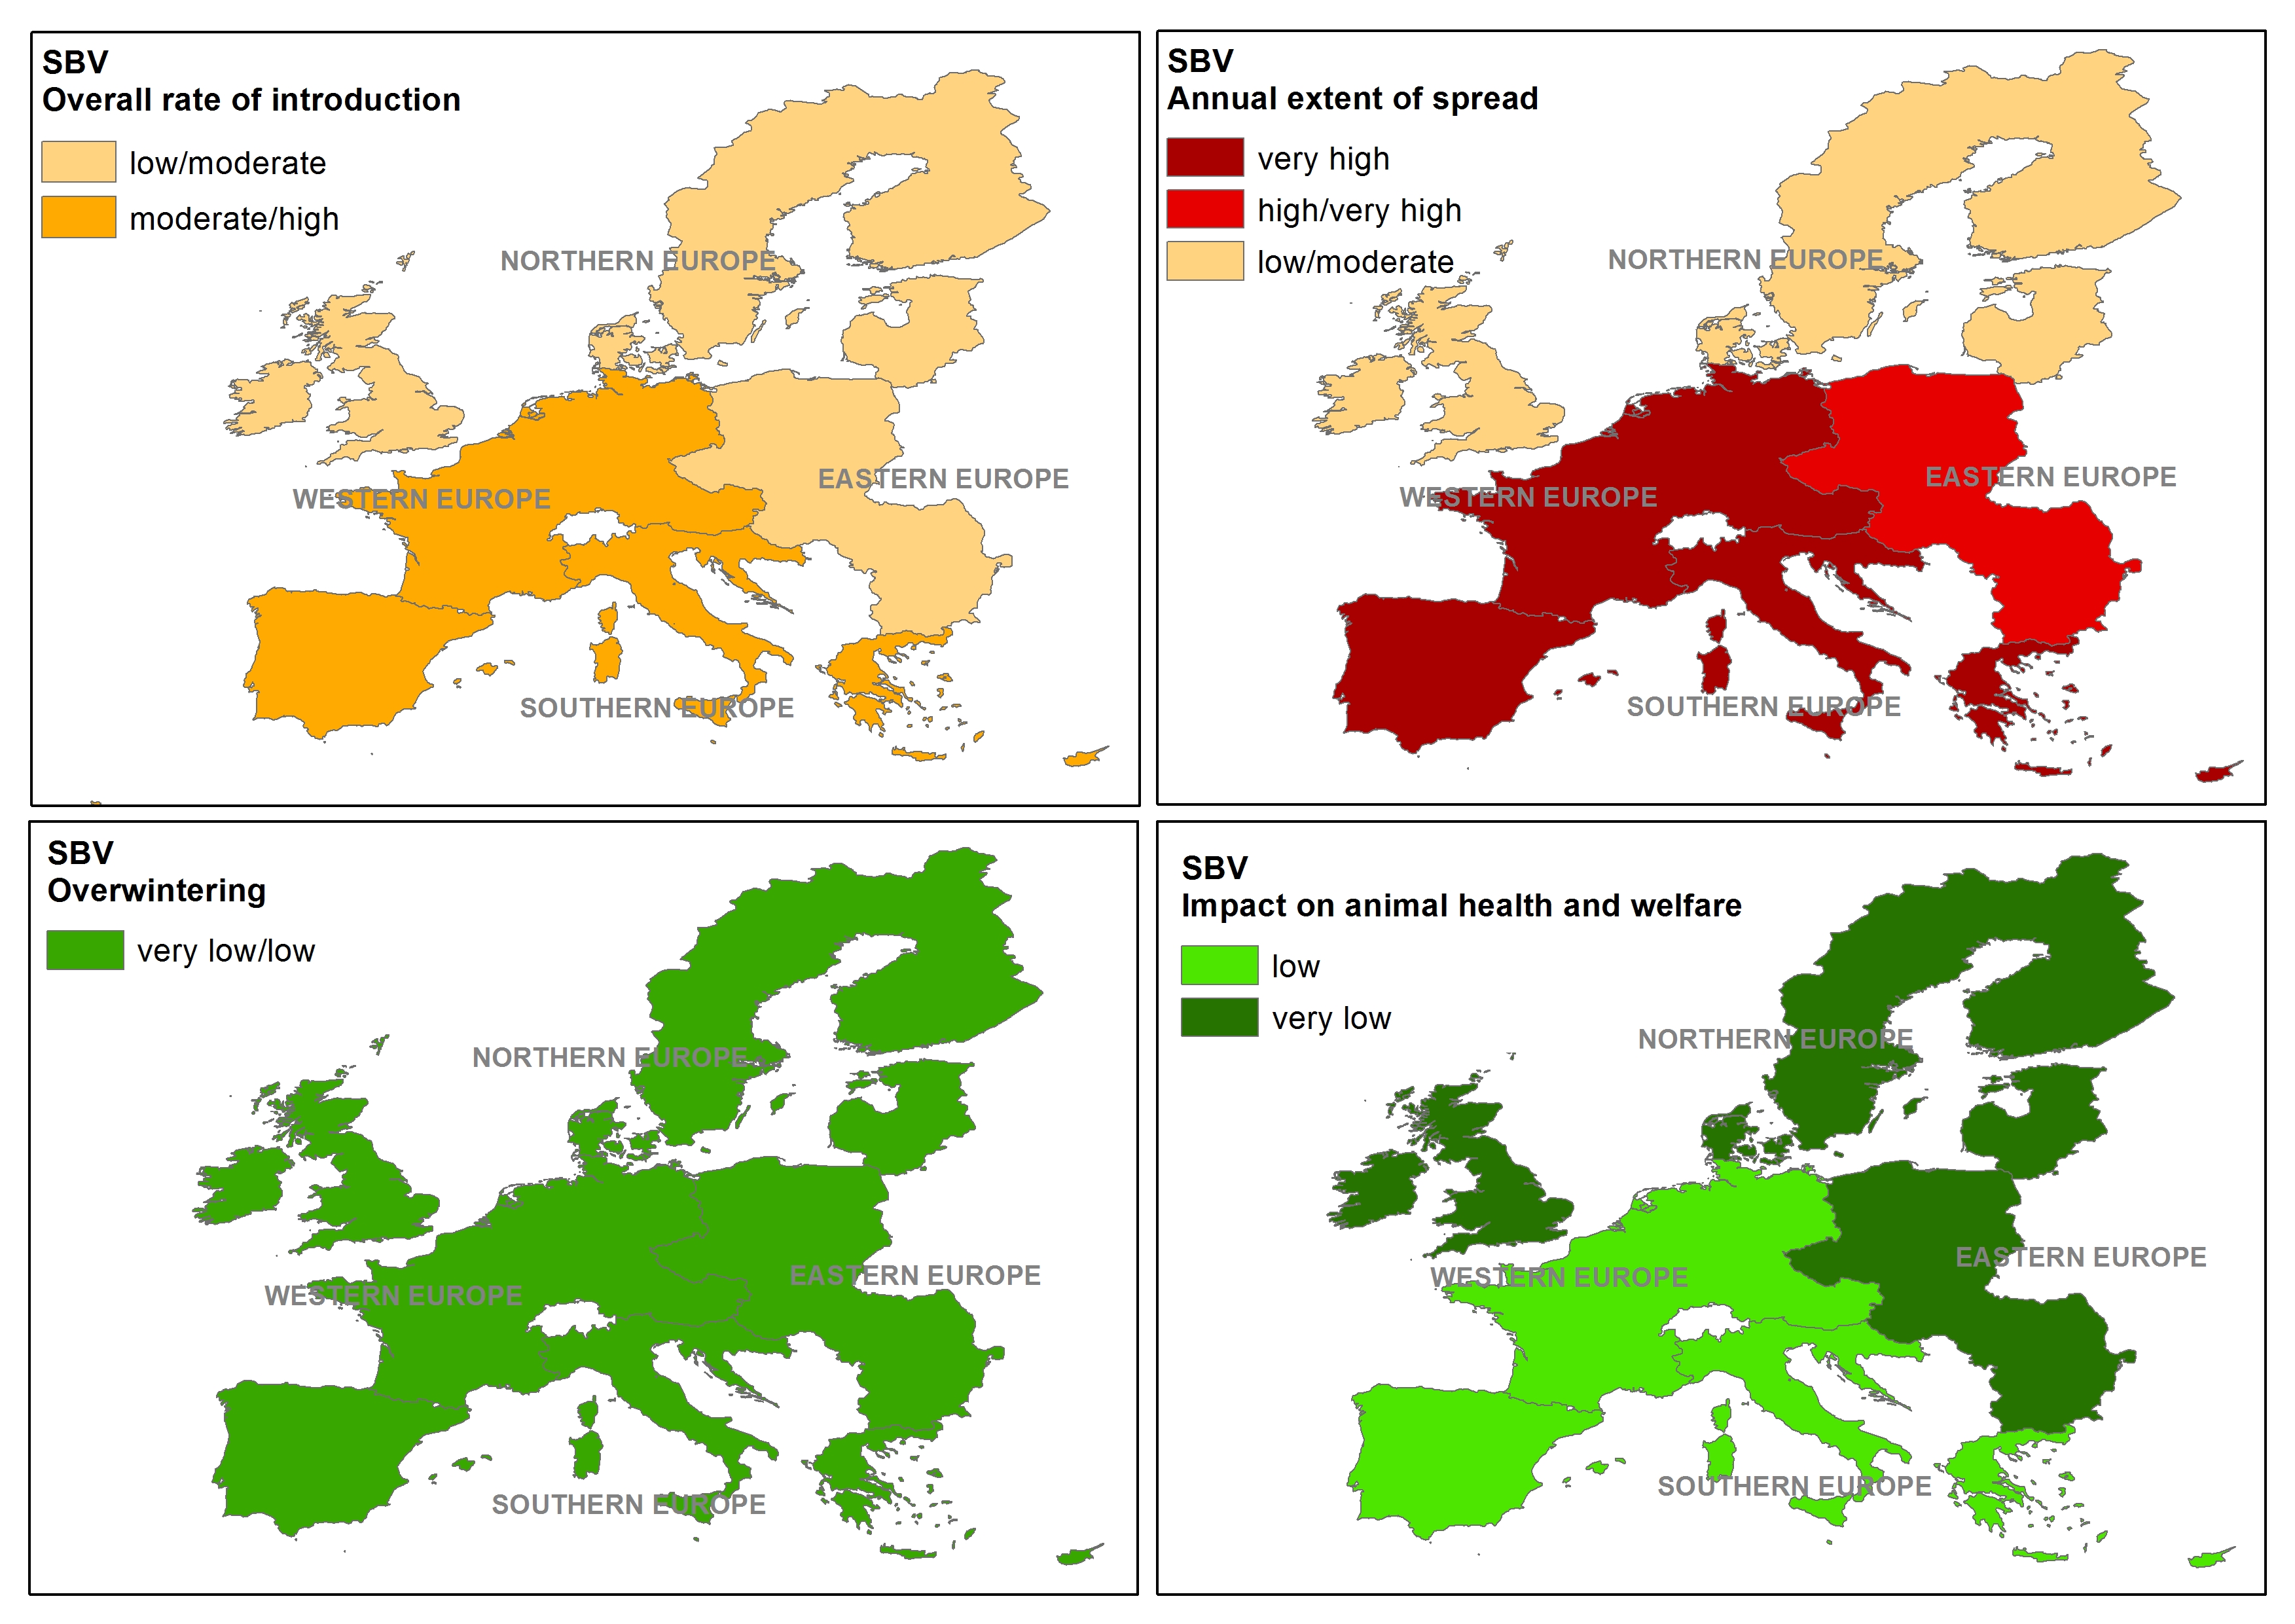 SBV
Overall rate of introduction
low/moderate
moderate/high
NORTHERN EUROPE
EASTERN EUROPE
WESTERN EUROPE
SOUTHERN EUROPE
SBV
Annual extent of spread
very high
high/very high
low/moderate
NORTHERN EUROPE
EASTERN EUROPE
WESTERN EUROPE
SOUTHERN EUROPE
SBV
Overwintering
very low/low
NORTHERN EUROPE
EASTERN EUROPE
WESTERN EUROPE
SOUTHERN EUROPE
SBV
Impact on animal health and welfare
low
very low
NORTHERN EUROPE
EASTERN EUROPE
WESTERN EUROPE
SOUTHERN EUROPE